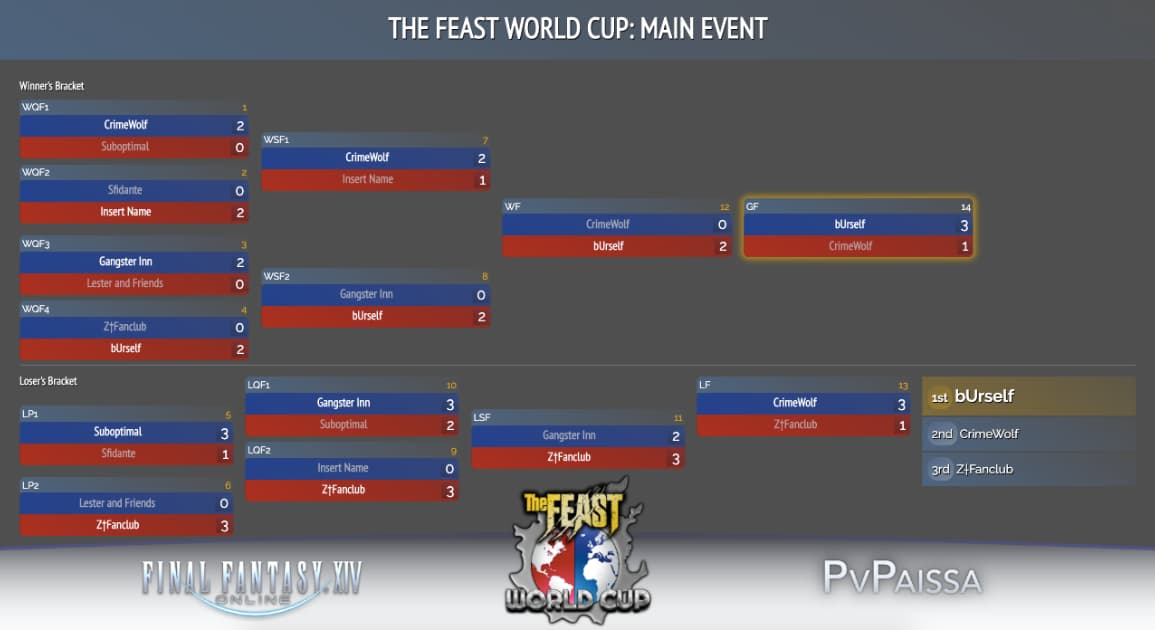 THE FEAST WORLD CUP: MAIN EVENT
Winner's Bracket
WQF1 1
CrimeWolf 2
Suboptimal 0
WQF2 2
Sfidante 0
Insert Name 2
WQF3 3
Gangster Inn 2
Lester and Friends 0
WQF4 4
Z†Fanclub 0
bUrself 2
WSF1 7
CrimeWolf 2
Insert Name 1
WSF2 8
Gangster Inn 0
bUrself 2
WF 12
CrimeWolf 0
bUrself 2
GF 14
bUrself 3
CrimeWolf 1
Loser's Bracket
LP1 5
Suboptimal 3
Sfidante 1
LP2 6
Lester and Friends 0
Z†Fanclub 3
LQF1 10
Gangster Inn 3
Suboptimal 2
LQF2 9
Insert Name 0
Z†Fanclub 3
LSF 11
Gangster Inn 2
Z†Fanclub 3
LF 13
CrimeWolf 3
Z†Fanclub 1
1st bUrself
2nd CrimeWolf
3rd Z†Fanclub
FINAL FANTASY XIV
ONLINE
The FEAST
WORLD CUP
PvPaissa